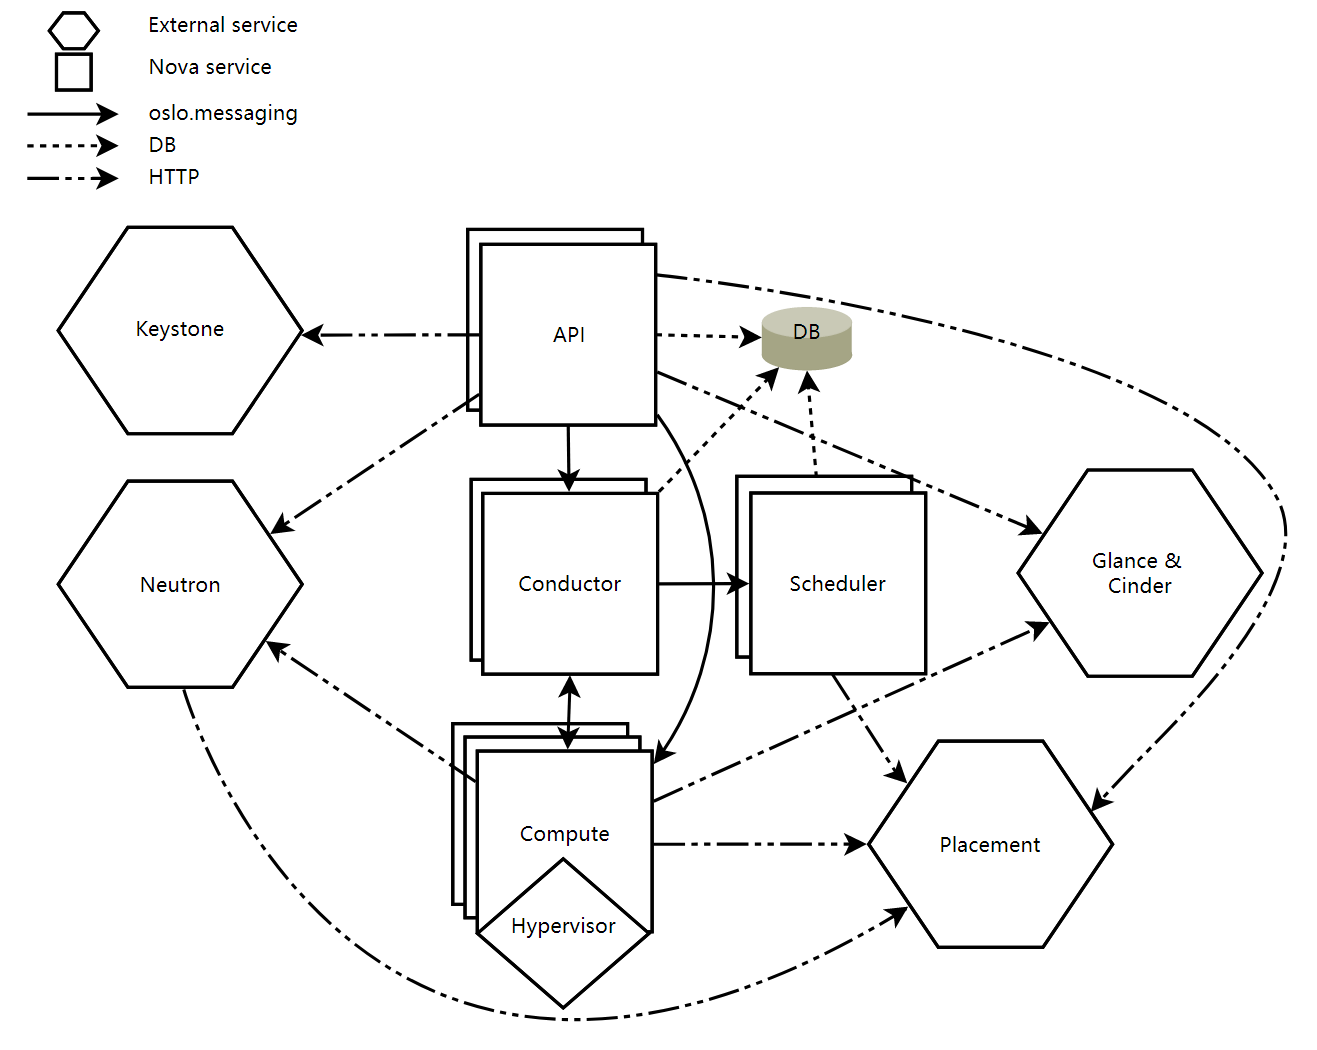 External service
Nova service
oslo.messaging
DB
HTTP
Keystone
API
DB
Neutron
Conductor
Scheduler
Glance &
Cinder
Compute
Placement
Hypervisor